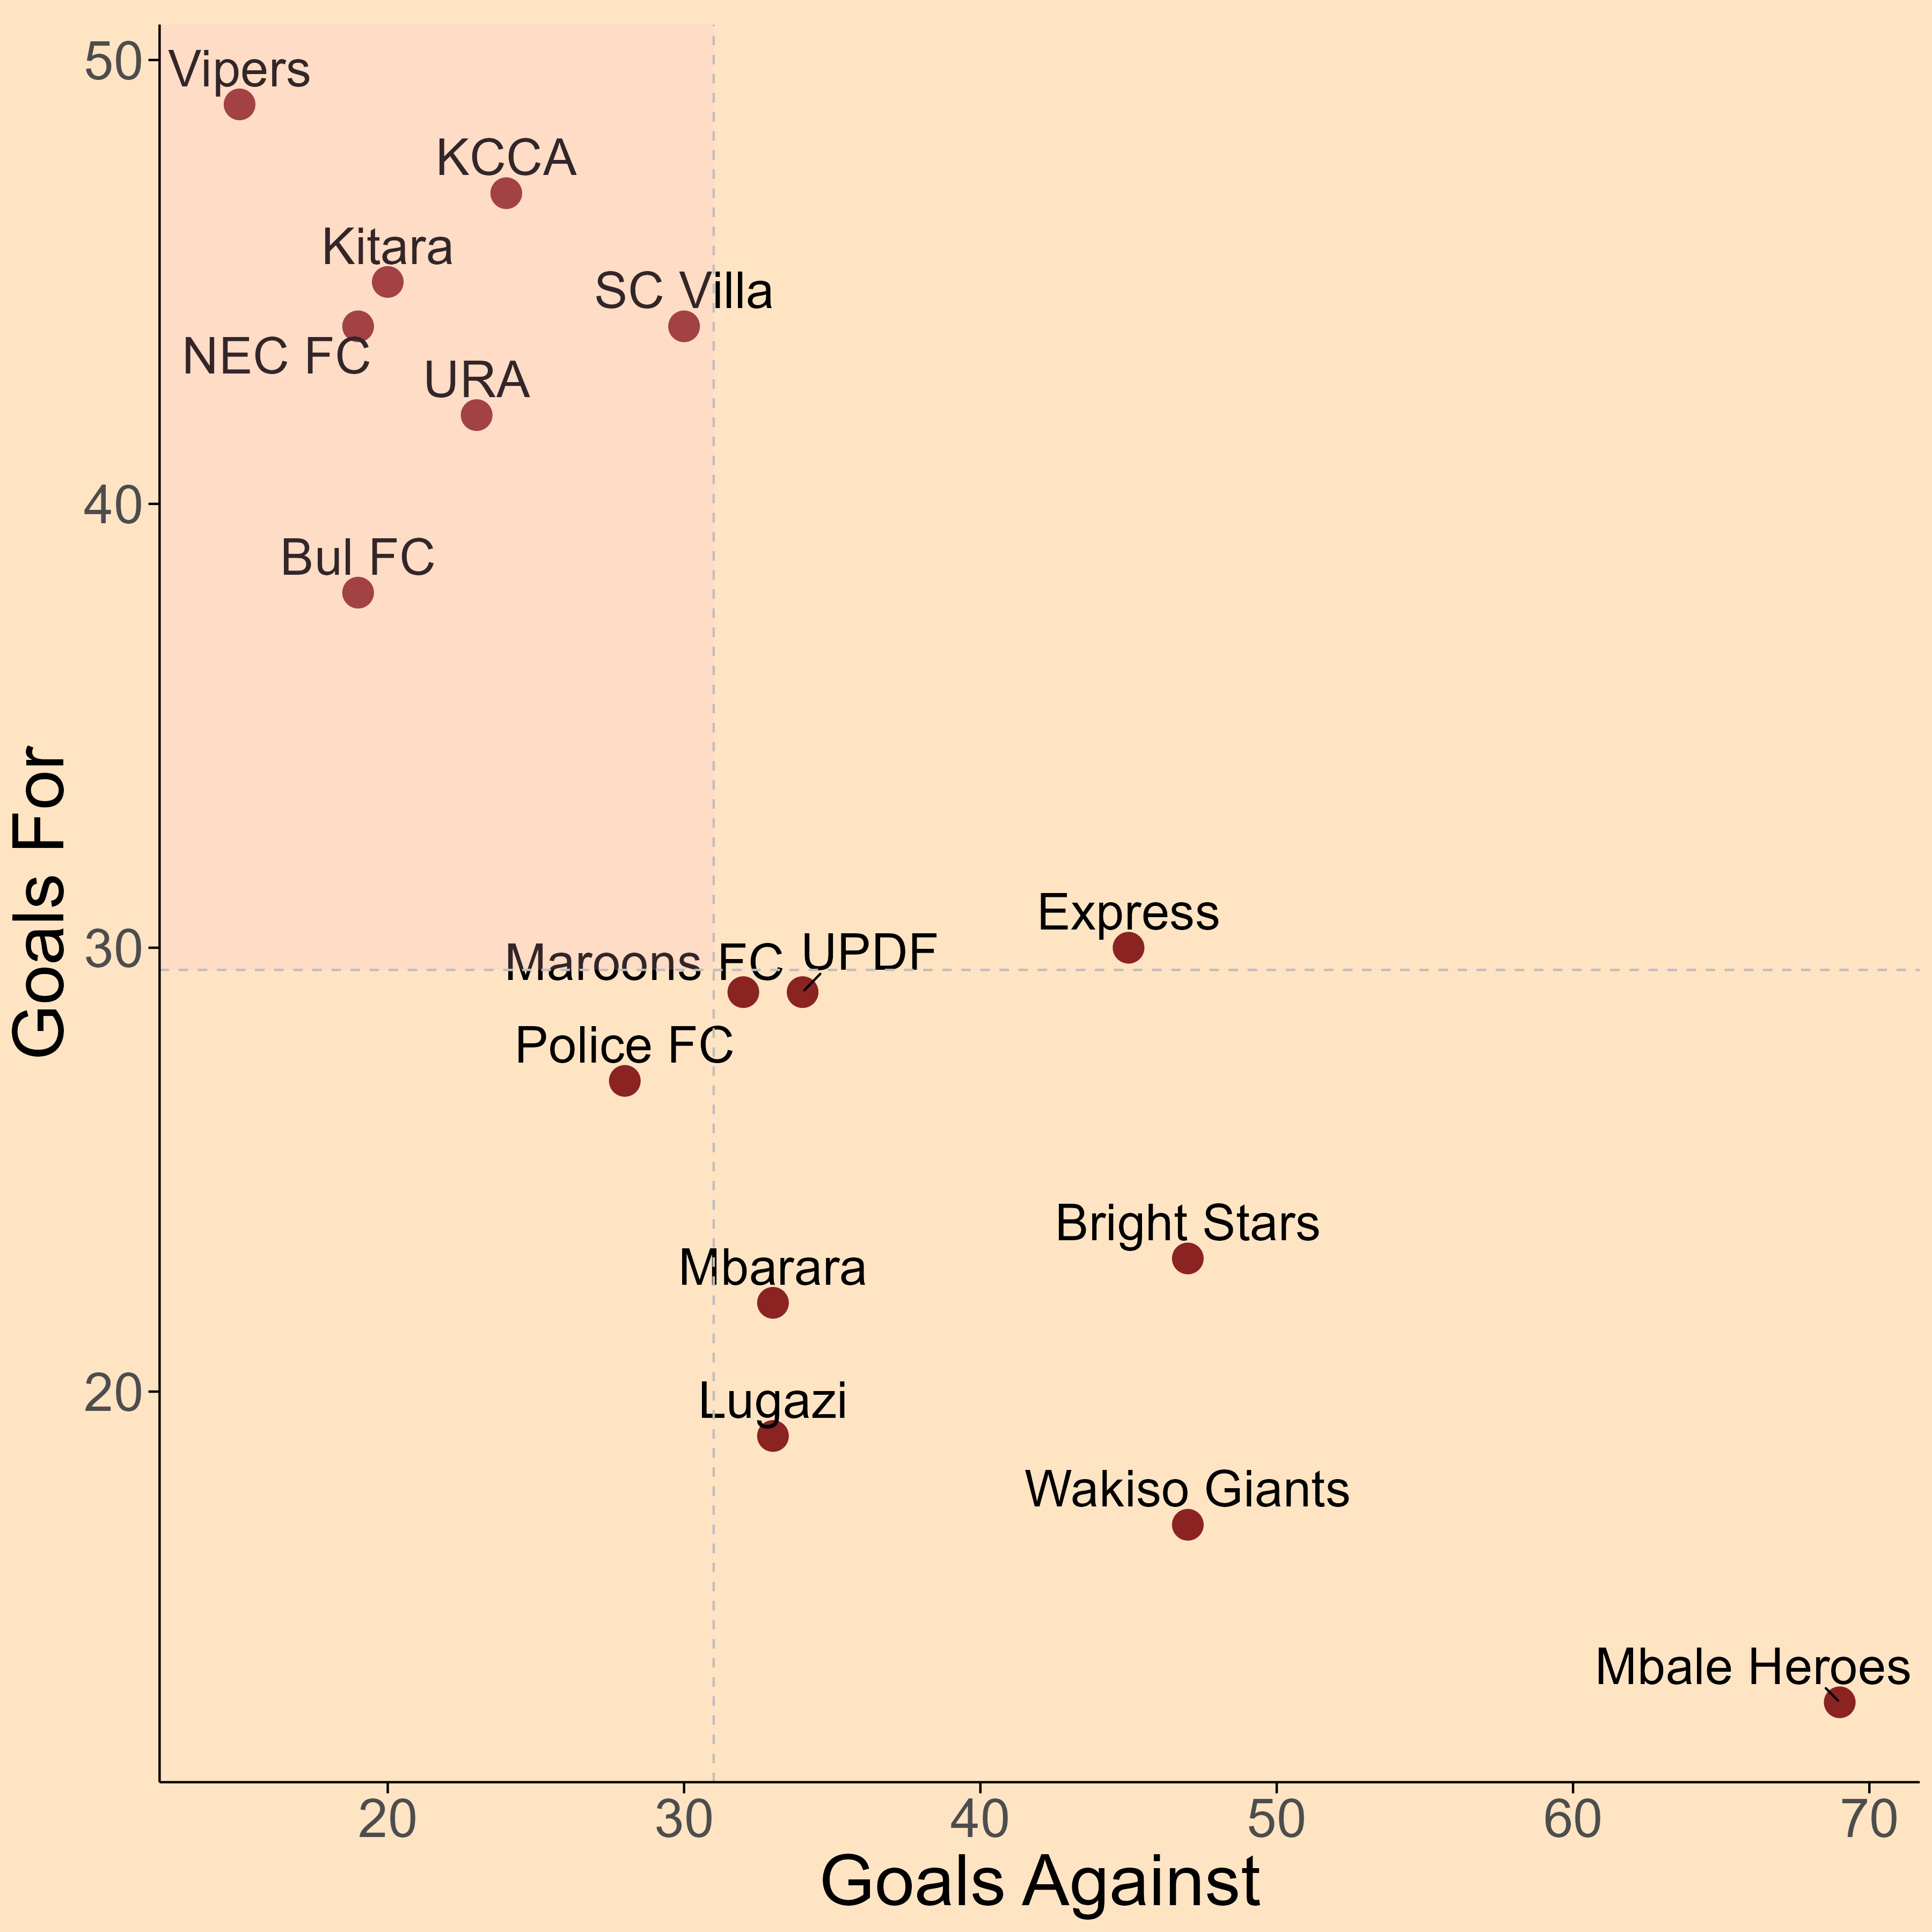 50
Vipers
KCCA
Kitara
SC Villa
NEC FC
URA
40
Bul FC
Goals For
Express
30
Maroons FC
UPDF
Police FC
Bright Stars
Mbarara
20
Lugazi
Wakiso Giants
Mbale Heroes
20 30 40 50 60 70
Goals Against